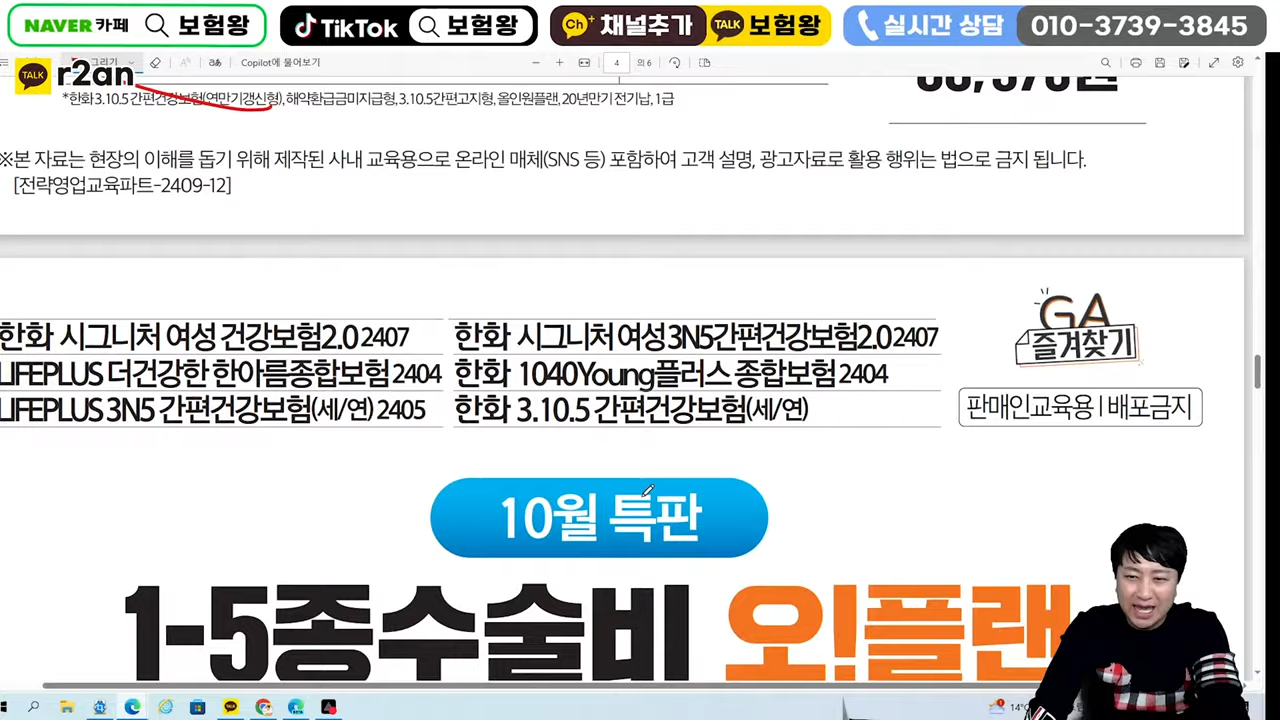 NAVER 카페 보험왕
TikTok 보험왕
Ch+ 채널추가 TALK 보험왕
실시간 상담 010-3739-3845
TALK r2an
그리기
Copilot에 물어보기
4 의 6
*한화 3.10.5 간편건강보험(연만기갱신형), 해약환급금미지급형, 3.10.5간편고지형, 올인원플랜, 20년만기 전기납, 1급
※본 자료는 현장의 이해를 돕기 위해 제작된 사내 교육용으로 온라인 매체(SNS 등) 포함하여 고객 설명, 광고자료로 활용 행위는 법으로 금지 됩니다.
[전략영업교육파트-2409-12]
한화 시그니처 여성 건강보험2.0 2407
한화 시그니처 여성 3N5간편건강보험2.0 2407
LIFEPLUS 더건강한 한아름종합보험 2404
한화 1040Young플러스 종합보험 2404
LIFEPLUS 3N5 간편건강보험(세/연) 2405
한화 3.10.5 간편건강보험(세/연)
GA
즐겨찾기
판매인교육용 | 배포금지
10월 특판
1-5종수술비 오!플랜
14°